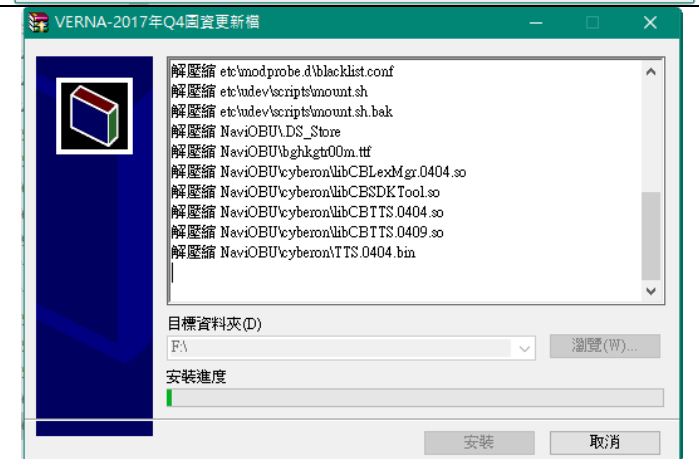 VERNA-2017年Q4圖資更新檔
解壓縮 etc\modprobe.d\blacklist.conf
解壓縮 etc\udev\scripts\mount.sh
解壓縮 etc\udev\scripts\mount.sh.bak
解壓縮 NaviOBU\.DS_Store
解壓縮 NaviOBU\bghkgtr00m.ttf
解壓縮 NaviOBU\cyberon\libCBLexMgr.0404.so
解壓縮 NaviOBU\cyberon\libCBSDKTool.so
解壓縮 NaviOBU\cyberon\libCBTTS.0404.so
解壓縮 NaviOBU\cyberon\libCBTTS.0409.so
解壓縮 NaviOBU\cyberon\TTS.0404.bin
目標資料夾(D)
F:\
瀏覽(W)...
安裝進度
安裝
取消